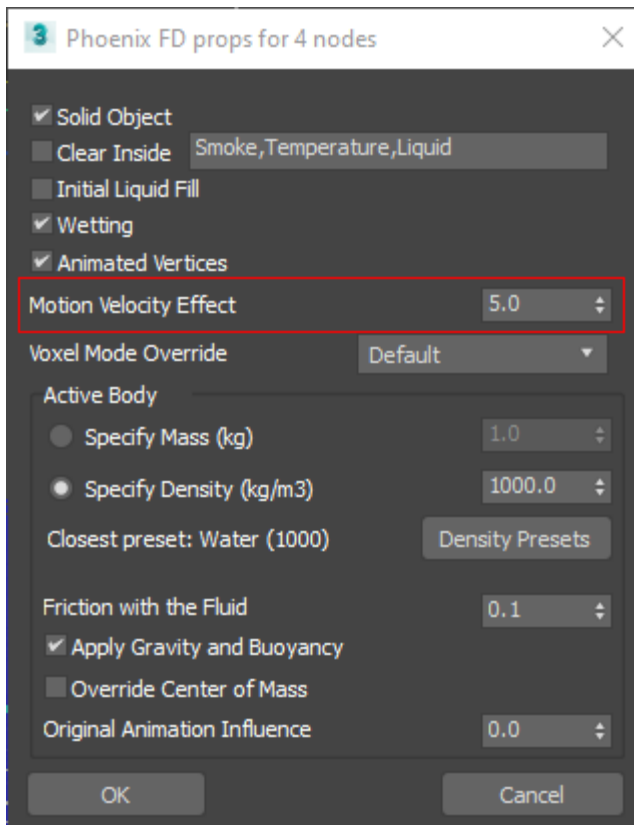 3 Phoenix FD props for 4 nodes
Solid Object
Clear Inside Smoke,Temperature,Liquid
Initial Liquid Fill
Wetting
Animated Vertices
Motion Velocity Effect 5.0
Voxel Mode Override Default
Active Body
Specify Mass (kg) 1.0
Specify Density (kg/m3) 1000.0
Closest preset: Water (1000) Density Presets
Friction with the Fluid 0.1
Apply Gravity and Buoyancy
Override Center of Mass
Original Animation Influence 0.0
OK Cancel